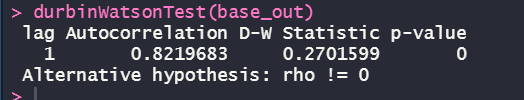 > durbinWatsonTest(base_out)
lag Autocorrelation D-W Statistic p-value
1 0.8219683 0.2701599 0
Alternative hypothesis: rho != 0
>